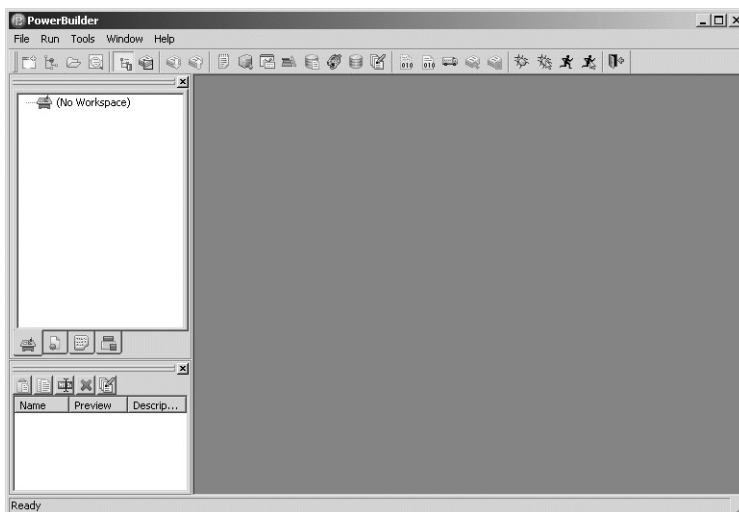 PowerBuilder
File Run Tools Window Help
(No Workspace)
Name Preview Descrip...
Ready